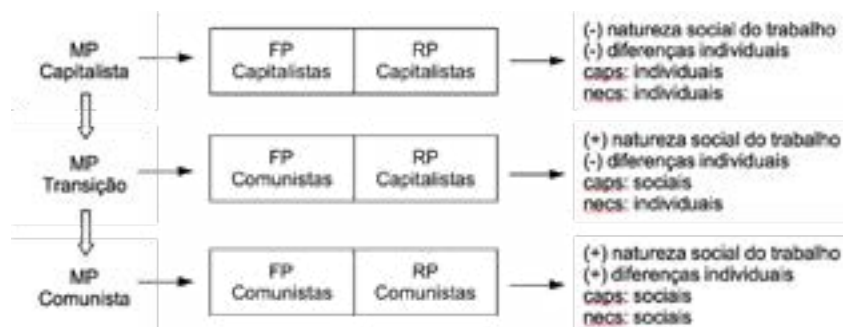 MP
Capitalista
FP
Capitalistas
RP
Capitalistas
(-) natureza social do trabalho
(-) diferenças individuais
caps: individuais
necs: individuais
MP
Transição
FP
Comunistas
RP
Capitalistas
(+) natureza social do trabalho
(-) diferenças individuais
caps: sociais
necs: individuais
MP
Comunista
FP
Comunistas
RP
Comunistas
(+) natureza social do trabalho
(+) diferenças individuais
caps: sociais
necs: sociais